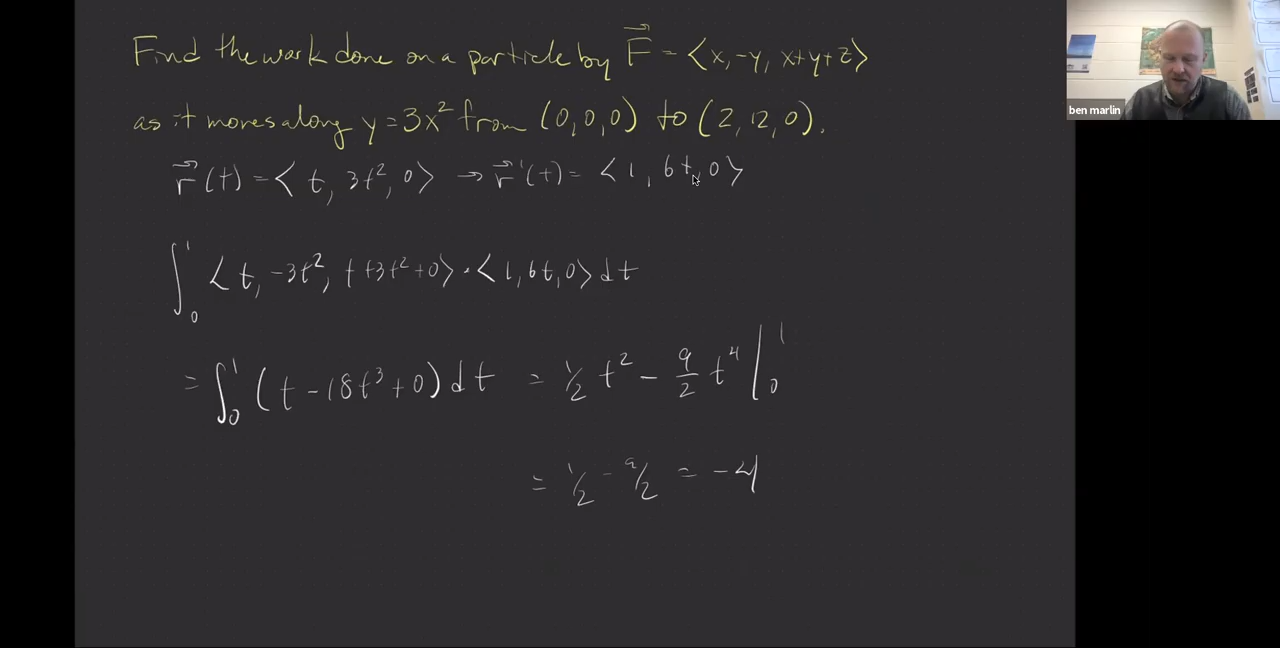 Find the work done on a particle by F⃗ = ⟨x, -y, x+y+z⟩
as it moves along y = 3x² from (0,0,0) to (2,12,0).
r⃗(t) = ⟨t, 3t², 0⟩ → r⃗'(t) = ⟨1, 6t, 0⟩
∫₀¹ ⟨t, -3t², t+3t²+0⟩ · ⟨1, 6t, 0⟩ dt
= ∫₀¹ (t - 18t³ + 0) dt = ½ t² - 9/2 t⁴ |₀¹
= ½ - 9/2 = -4
ben marlin